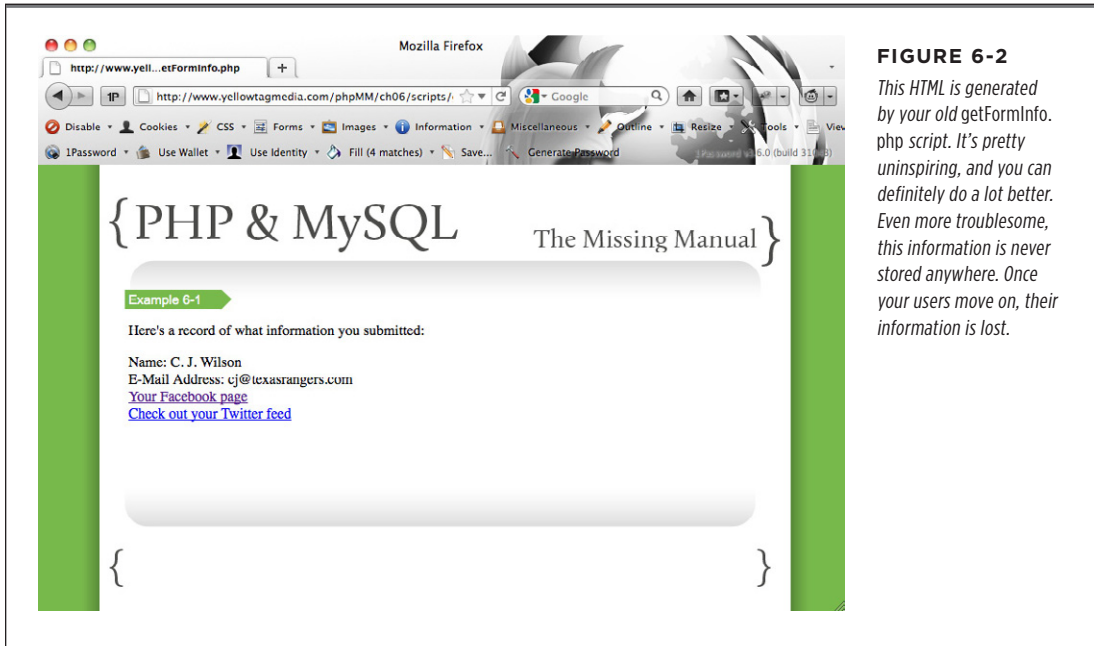 Mozilla Firefox
http://www.yell...etFormInfo.php
+
1P http://www.yellowtagmedia.com/phpMM/ch06/scripts/ Google
Disable Cookies CSS Forms Images Information Miscellaneous Outline Resize Tools View
1Password Use Wallet Use Identity Fill (4 matches) Save... Generate Password
{PHP & MySQL The Missing Manual}
Example 6-1
Here's a record of what information you submitted:
Name: C. J. Wilson
E-Mail Address: cj@texasrangers.com
Your Facebook page
Check out your Twitter feed
{ }
FIGURE 6-2
This HTML is generated
by your old getFormInfo.
php script. It's pretty
uninspiring, and you can
definitely do a lot better.
Even more troublesome,
this information is never
stored anywhere. Once
your users move on, their
information is lost.